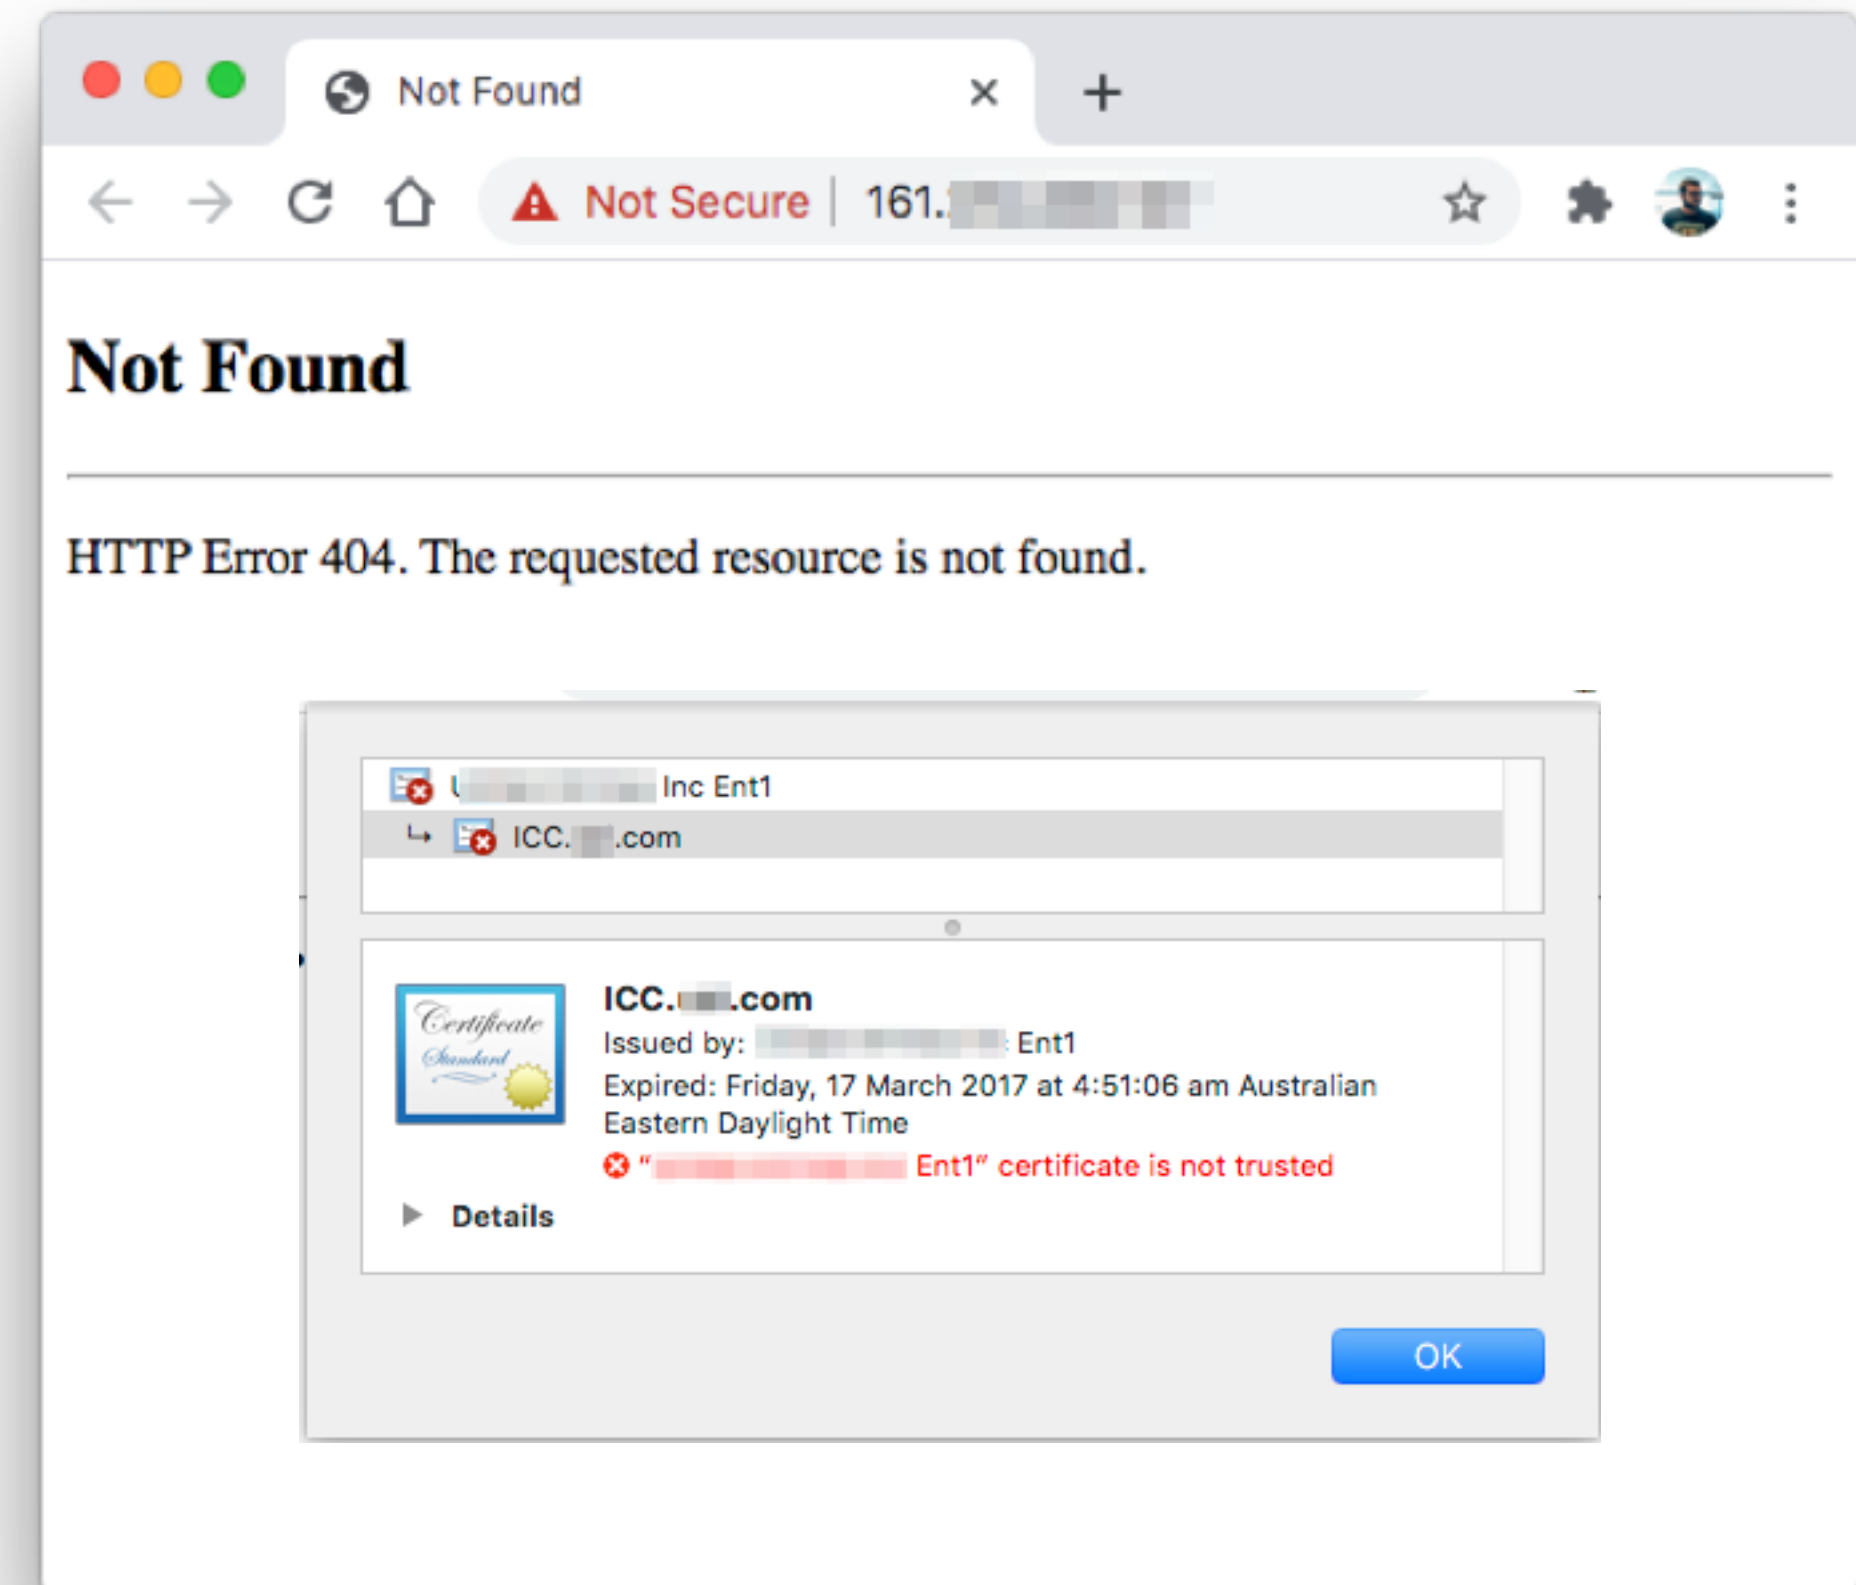 Not Found
Not Secure 161.
Not Found
HTTP Error 404. The requested resource is not found.
Inc Ent1
ICC. .com
Certificate
Standard
ICC. .com
Issued by: Ent1
Expired: Friday, 17 March 2017 at 4:51:06 am Australian
Eastern Daylight Time
" Ent1" certificate is not trusted
Details
OK